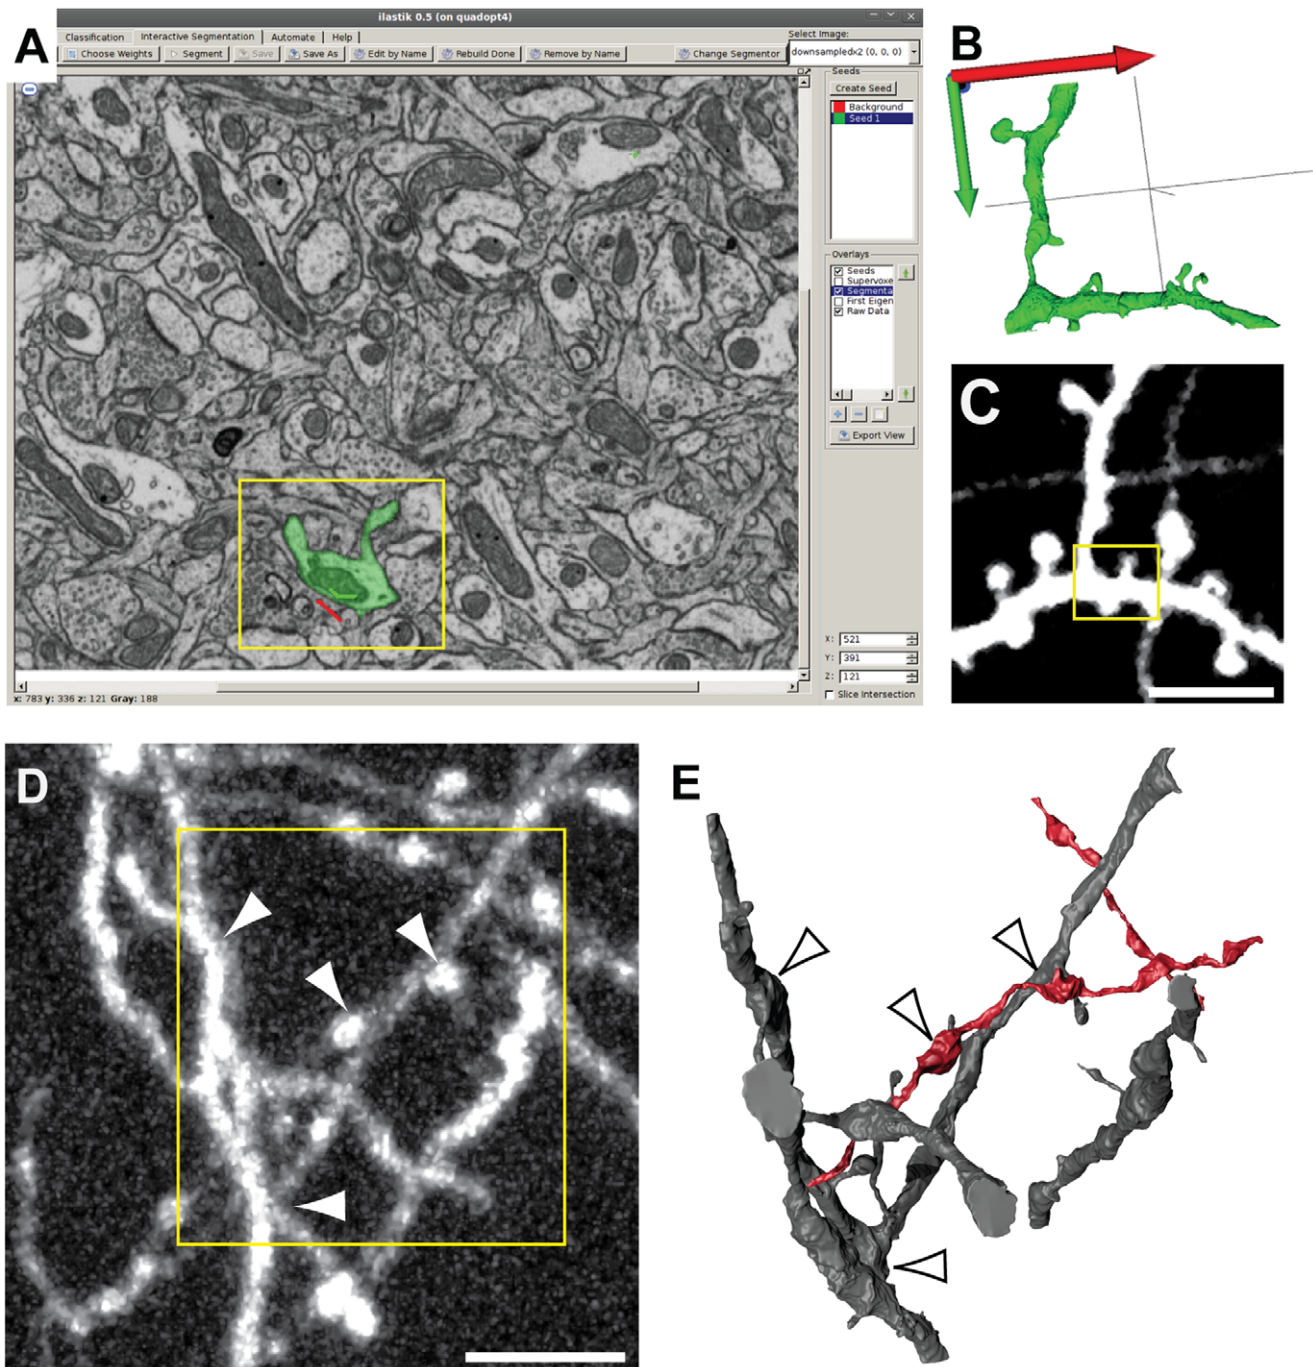 A
ilastik 0.5 (on quadopt4)
Classification Interactive Segmentation Automate Help
Select Image:
Choose Weights Segment Save Save As Edit by Name Rebuild Done Remove by Name Change Segmentor downsampledx2 (0, 0, 0)
Seeds
Create Seed
Background
Seed 1
Overlays
Seeds
Supervoxe
Segmenta
First Eigen
Raw Data
Export View
X: 521
Y: 391
Z: 121
Slice Intersection
x: 783 y: 336 z: 121 Gray: 188
B
C
D
E